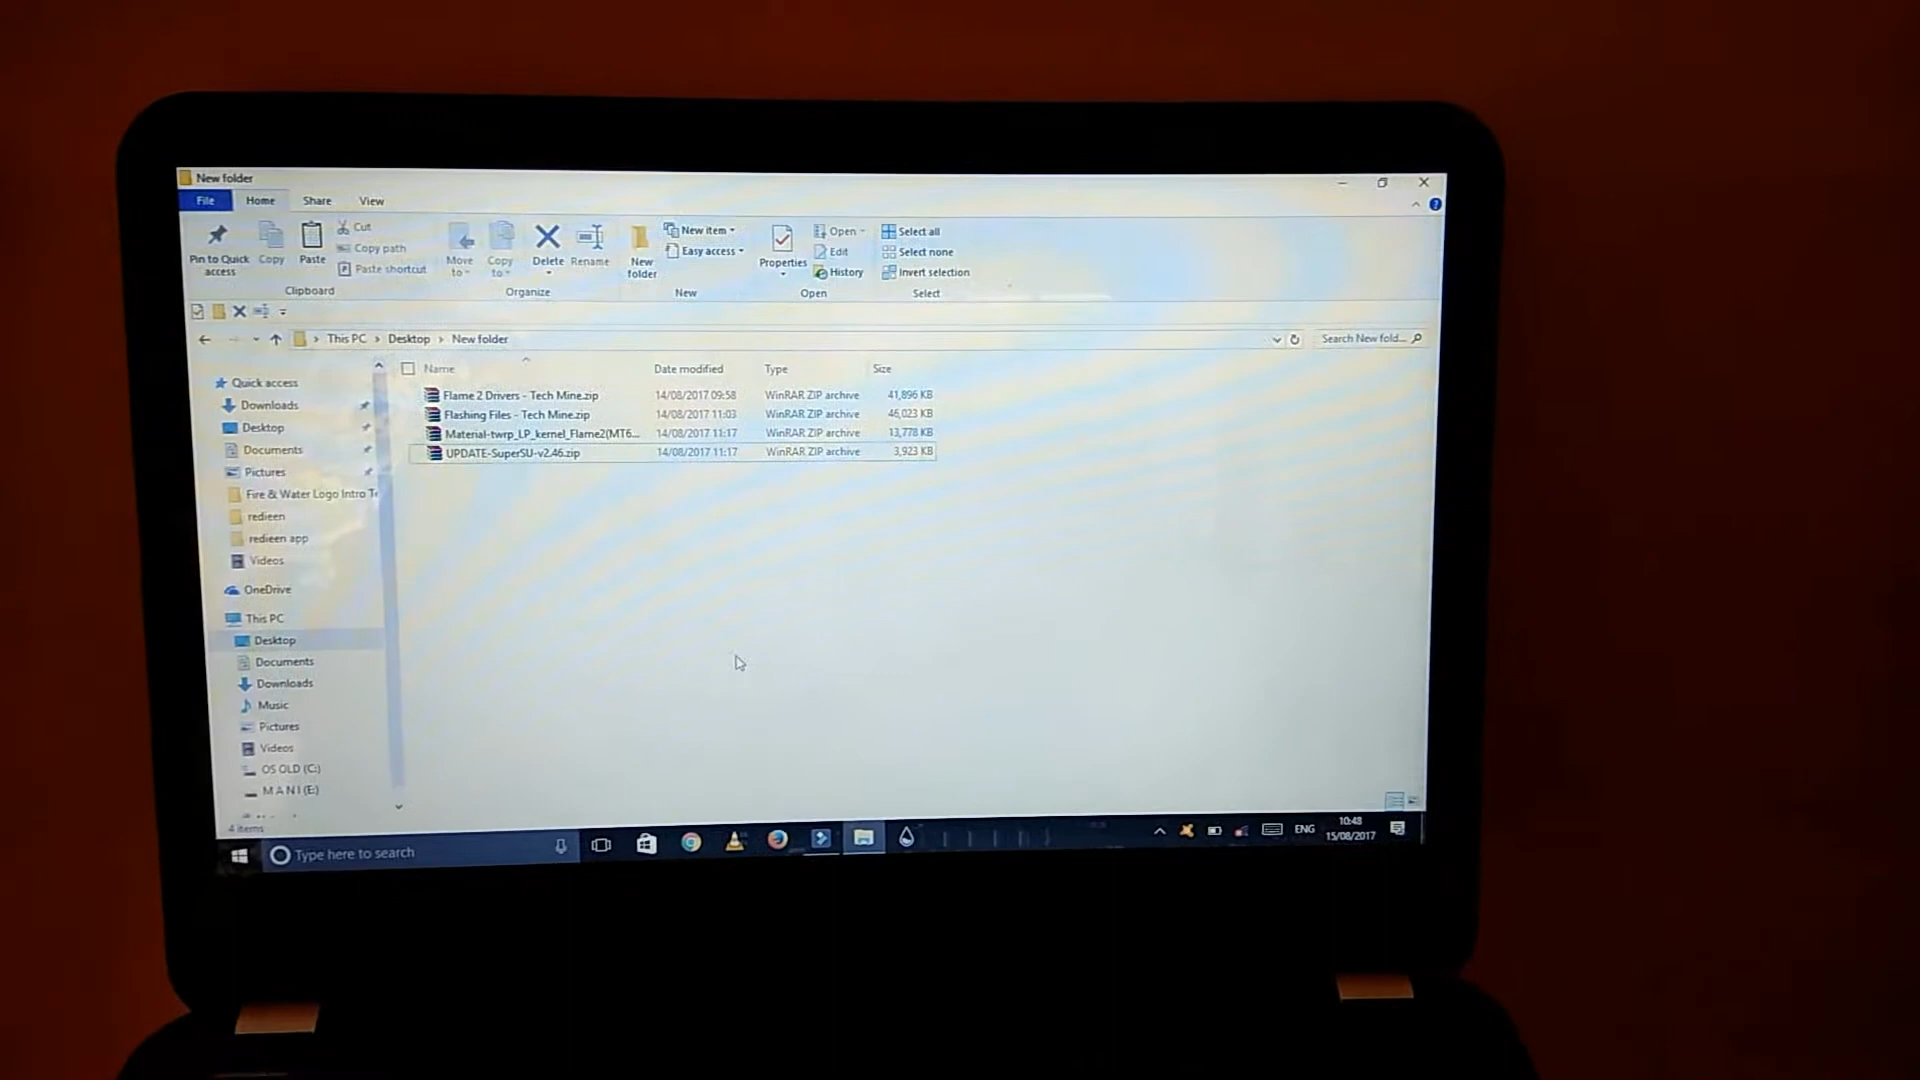 New folder
File Home Share View
Pin to Quick access
Copy
Paste
Cut
Copy path
Paste shortcut
Clipboard
Move to
Copy to
Delete
Rename
Organize
New folder
New item
Easy access
New
Properties
Open
Edit
History
Open
Select all
Select none
Invert selection
Select
This PC > Desktop > New folder
Search New fold...
Name Date modified Type Size
Flame 2 Drivers - Tech Mine.zip 14/08/2017 09:58 WinRAR ZIP archive 41,896 KB
Flashing Files - Tech Mine.zip 14/08/2017 11:03 WinRAR ZIP archive 46,023 KB
Material-twrp_LP_kernel_Flame2(MT6... 14/08/2017 11:17 WinRAR ZIP archive 13,778 KB
UPDATE-SuperSU-v2.46.zip 14/08/2017 11:17 WinRAR ZIP archive 3,923 KB
Quick access
Downloads
Desktop
Documents
Pictures
Fire & Water Logo Intro Te
redieen
redieen app
Videos
OneDrive
This PC
Desktop
Documents
Downloads
Music
Pictures
Videos
OS OLD (C:)
M A N I (E:)
4 items
Type here to search
ENG
10:48
15/08/2017